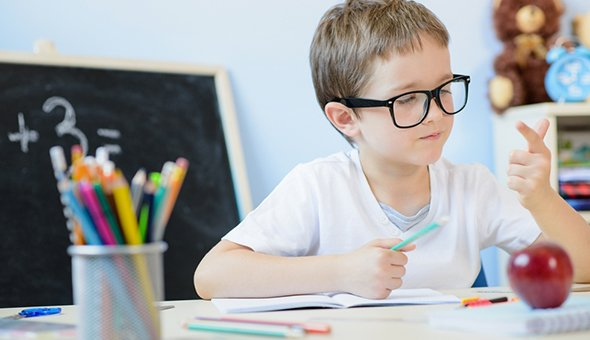 + 3 =